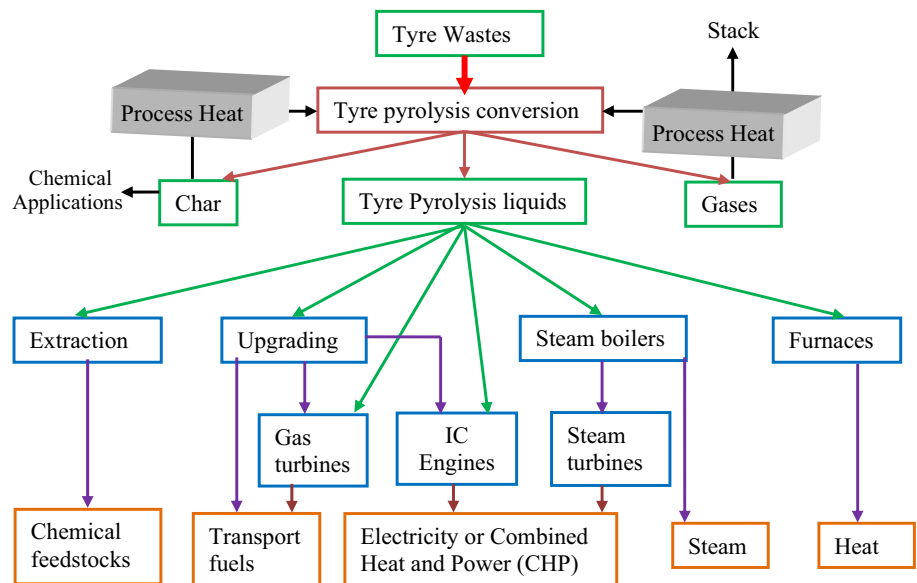 Tyre Wastes
Stack
Process Heat
Tyre pyrolysis conversion
Process Heat
Chemical
Applications
Char
Tyre Pyrolysis liquids
Gases
Extraction
Upgrading
Steam boilers
Furnaces
Gas
turbines
IC
Engines
Steam
turbines
Chemical
feedstocks
Transport
fuels
Electricity or Combined
Heat and Power (CHP)
Steam
Heat